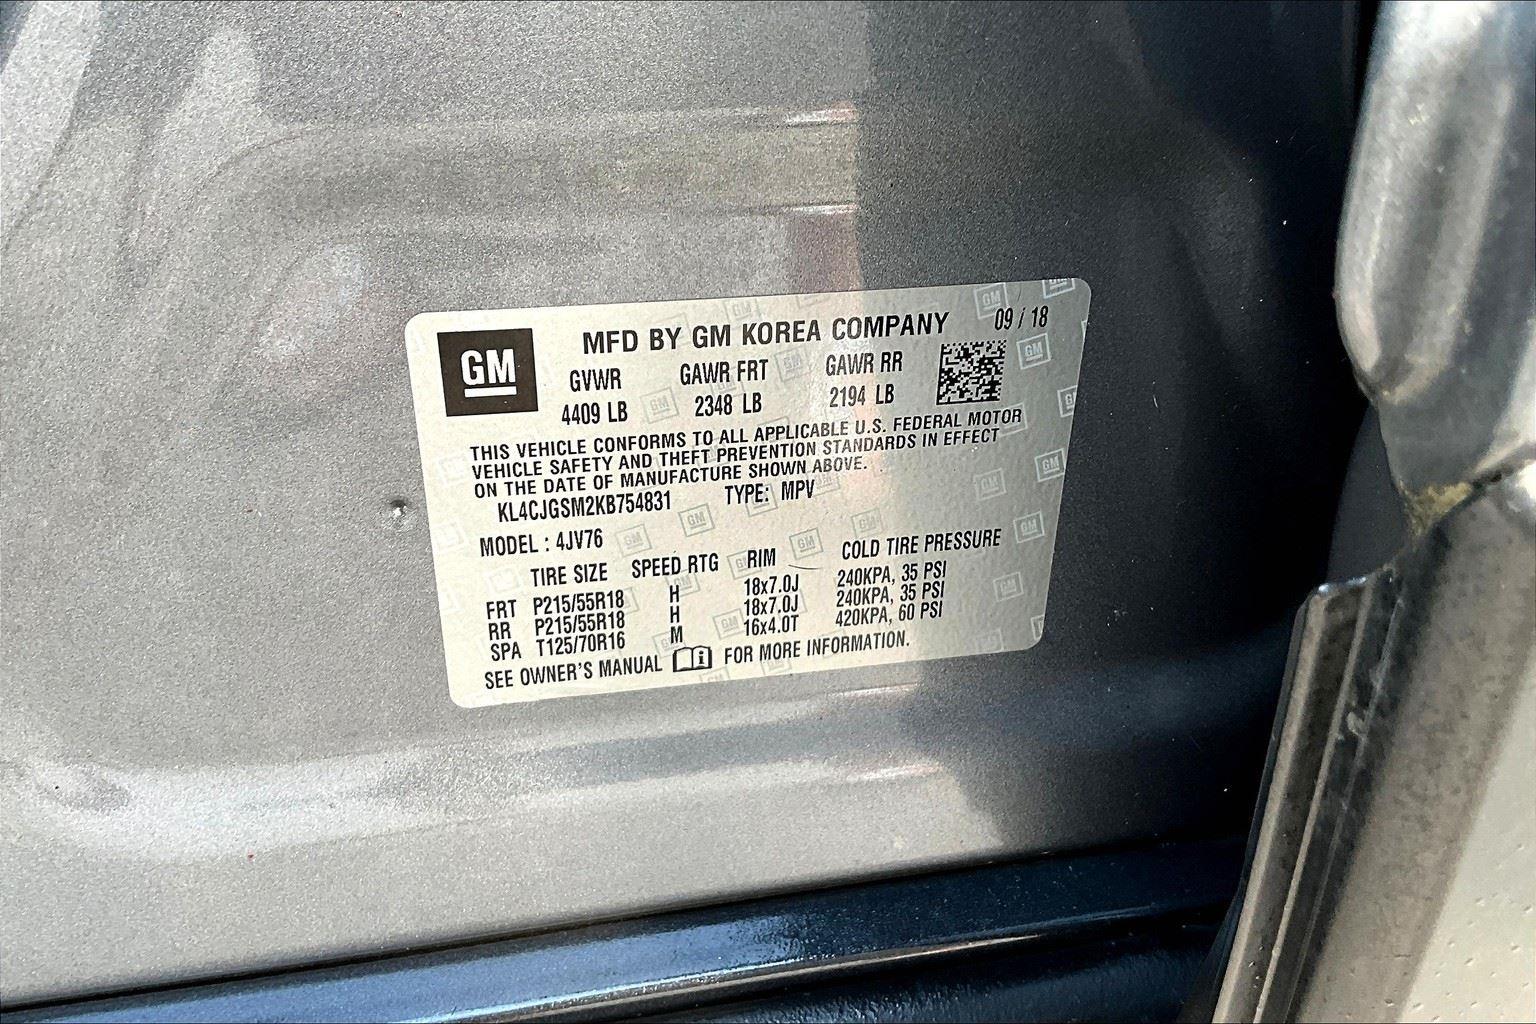 GM
MFD BY GM KOREA COMPANY 09 / 18
GVWR GAWR FRT GAWR RR
4409 LB 2348 LB 2194 LB
THIS VEHICLE CONFORMS TO ALL APPLICABLE U.S. FEDERAL MOTOR
VEHICLE SAFETY AND THEFT PREVENTION STANDARDS IN EFFECT
ON THE DATE OF MANUFACTURE SHOWN ABOVE.
KL4CJGSM2KB754831 TYPE: MPV
MODEL : 4JV76
TIRE SIZE SPEED RTG RIM COLD TIRE PRESSURE
FRT P215/55R18 H 18x7.0J 240KPA, 35 PSI
RR P215/55R18 H 18x7.0J 240KPA, 35 PSI
SPA T125/70R16 M 16x4.0T 420KPA, 60 PSI
SEE OWNER'S MANUAL FOR MORE INFORMATION.